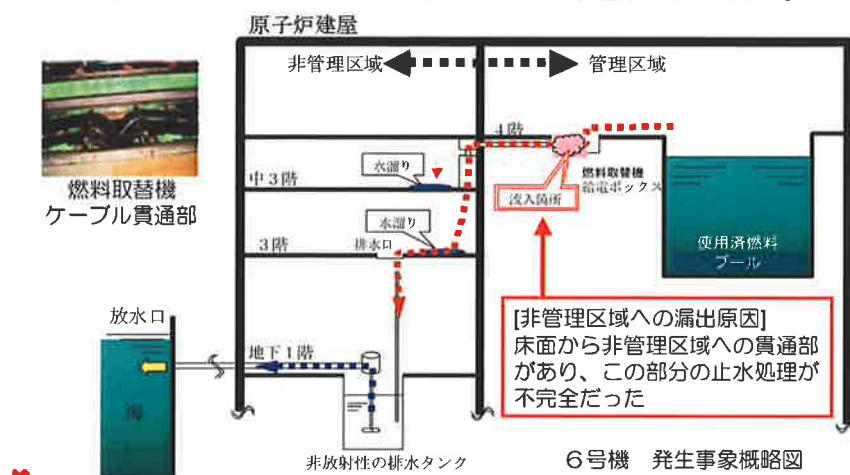 原子炉建屋
非管理区域
管理区域
4階
水溜り
燃料取替機
給電ボックス
燃料取替機
ケーブル貫通部
中3階
流入箇所
水溜り
3階
排水口
使用済燃料
プール
放水口
[非管理区域への漏出原因]
床面から非管理区域への貫通部
があり、この部分の止水処理が
不完全だった
地下1階
海
非放射性の排水タンク
6号機 発生事象概略図